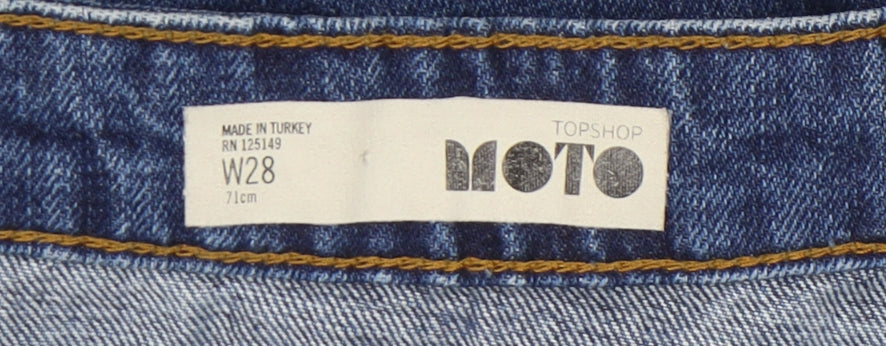 MADE IN TURKEY
RN 125149
W28
71cm
TOPSHOP
MOTO